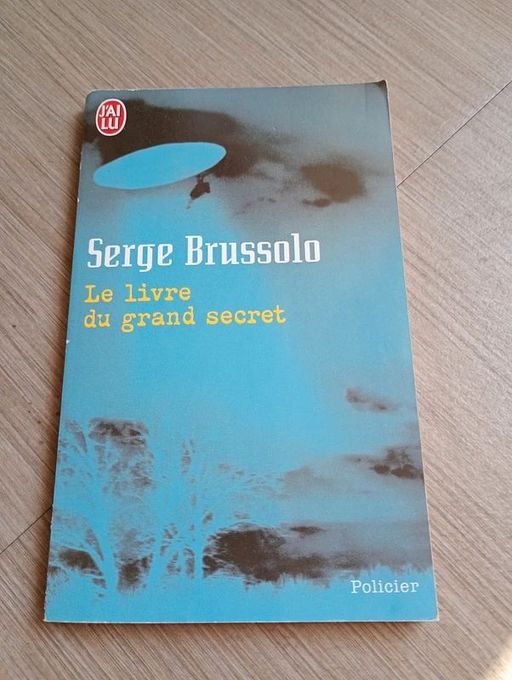 J'AI
LU
Serge Brussolo
Le livre
du grand secret
Policier